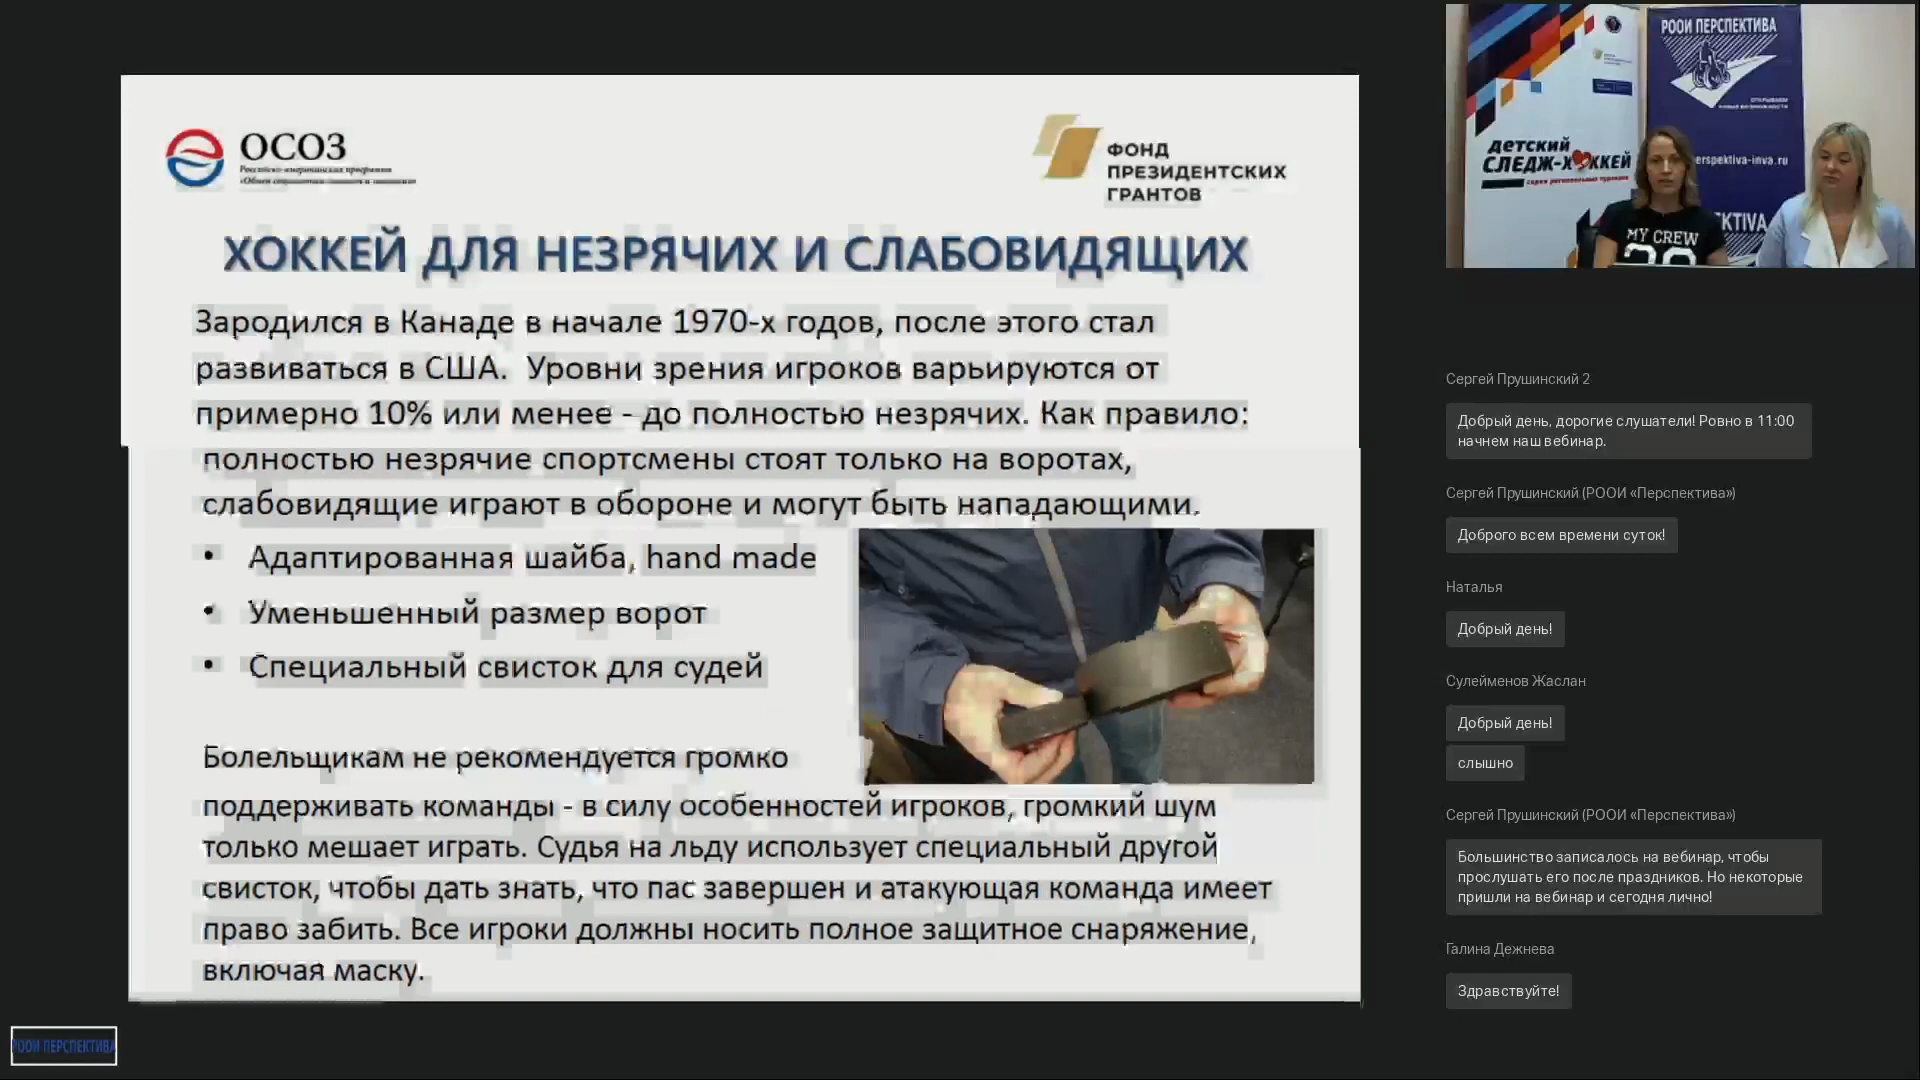 ОСОЗ
Российско-американская программа
ФОНД
ПРЕЗИДЕНТСКИХ
ГРАНТОВ
ХОККЕЙ ДЛЯ НЕЗРЯЧИХ И СЛАБОВИДЯЩИХ
Зародился в Канаде в начале 1970-х годов, после этого стал
развиваться в США. Уровни зрения игроков варьируются от
примерно 10% или менее - до полностью незрячих. Как правило:
полностью незрячие спортсмены стоят только на воротах,
слабовидящие играют в обороне и могут быть нападающими.
• Адаптированная шайба, hand made
• Уменьшенный размер ворот
• Специальный свисток для судей
Болельщикам не рекомендуется громко
поддерживать команды - в силу особенностей игроков, громкий шум
только мешает играть. Судья на льду использует специальный другой
свисток, чтобы дать знать, что пас завершен и атакующая команда имеет
право забить. Все игроки должны носить полное защитное снаряжение,
включая маску.
РООИ ПЕРСПЕКТИВА
РООИ ПЕРСПЕКТИВА
ДЕТСКИЙ
СЛЕДЖ-ХОККЕЙ
erspektiva-inva.ru
KTIVA
MY CREW
Сергей Прушинский 2
Добрый день, дорогие слушатели! Ровно в 11:00
начнем наш вебинар.
Сергей Прушинский (РООИ «Перспектива»)
Доброго всем времени суток!
Наталья
Добрый день!
Сулейменов Жаслан
Добрый день!
слышно
Сергей Прушинский (РООИ «Перспектива»)
Большинство записалось на вебинар, чтобы
прослушать его после праздников. Но некоторые
пришли на вебинар и сегодня лично!
Галина Дежнева
Здравствуйте!